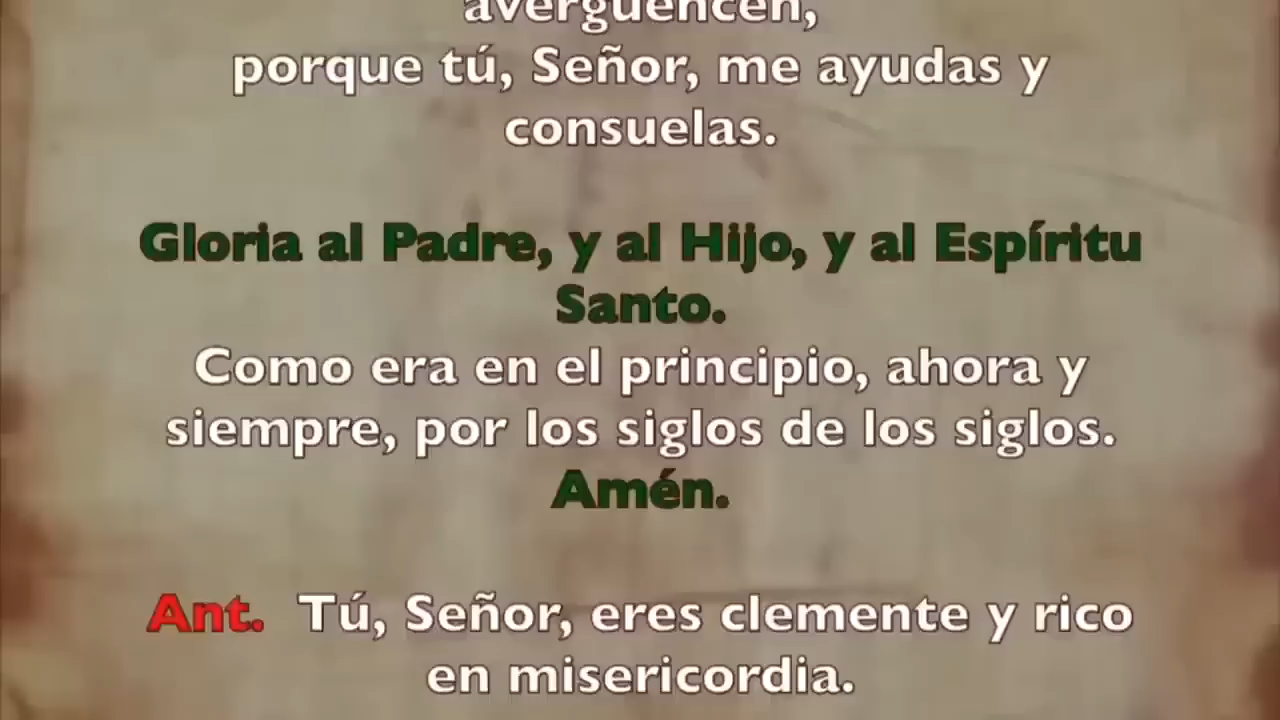 avergüencen,
porque tú, Señor, me ayudas y
consuelas.
Gloria al Padre, y al Hijo, y al Espíritu
Santo.
Como era en el principio, ahora y
siempre, por los siglos de los siglos.
Amén.
Ant. Tú, Señor, eres clemente y rico
en misericordia.